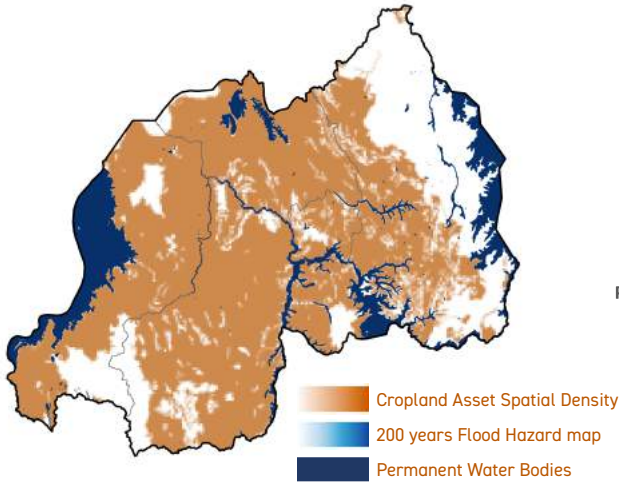 Cropland Asset Spatial Density
200 years Flood Hazard map
Permanent Water Bodies